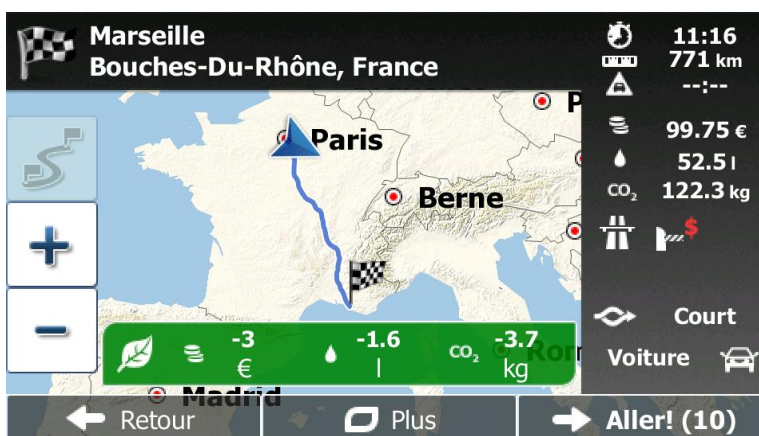 Marseille
Bouches-Du-Rhône, France
11:16
771 km
--:--
99.75 €
52.5 l
CO₂ 122.3 kg
$
Court
Voiture
P
Paris
Berne
Madrid
-3 €
-1.6 l
CO₂ -3.7 kg
Retour
Plus
Aller! (10)